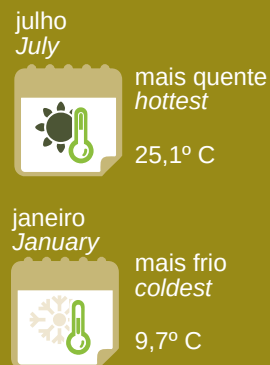 julho
July
mais quente
hottest
25,1º C
janeiro
January
mais frio
coldest
9,7º C